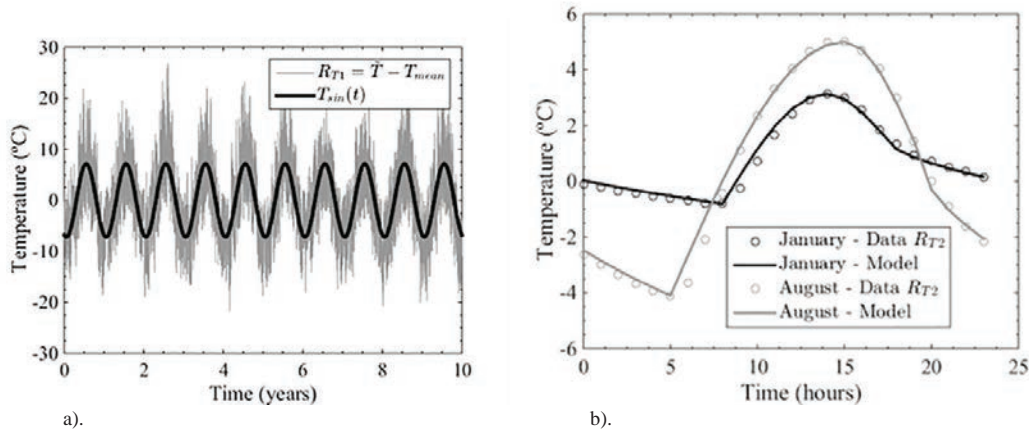 30
20
10
0
-10
-20
-30
Temperature (ºC)
0 2 4 6 8 10
Time (years)
R_{T1} = T̃ − T_{mean}
T_{sin}(t)
a).
6
4
2
0
-2
-4
-6
Temperature (ºC)
0 5 10 15 20 25
Time (hours)
January - Data R_{T2}
January - Model
August - Data R_{T2}
August - Model
b).